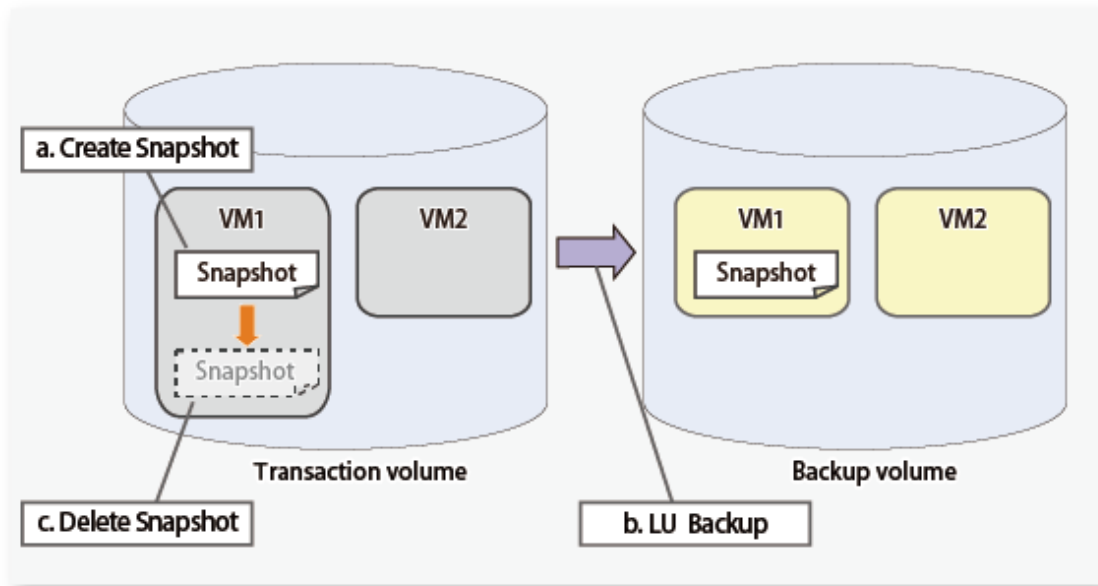 a. Create Snapshot
VM1
VM2
VM1
VM2
Snapshot
Snapshot
Snapshot
Transaction volume
Backup volume
c. Delete Snapshot
b. LU Backup